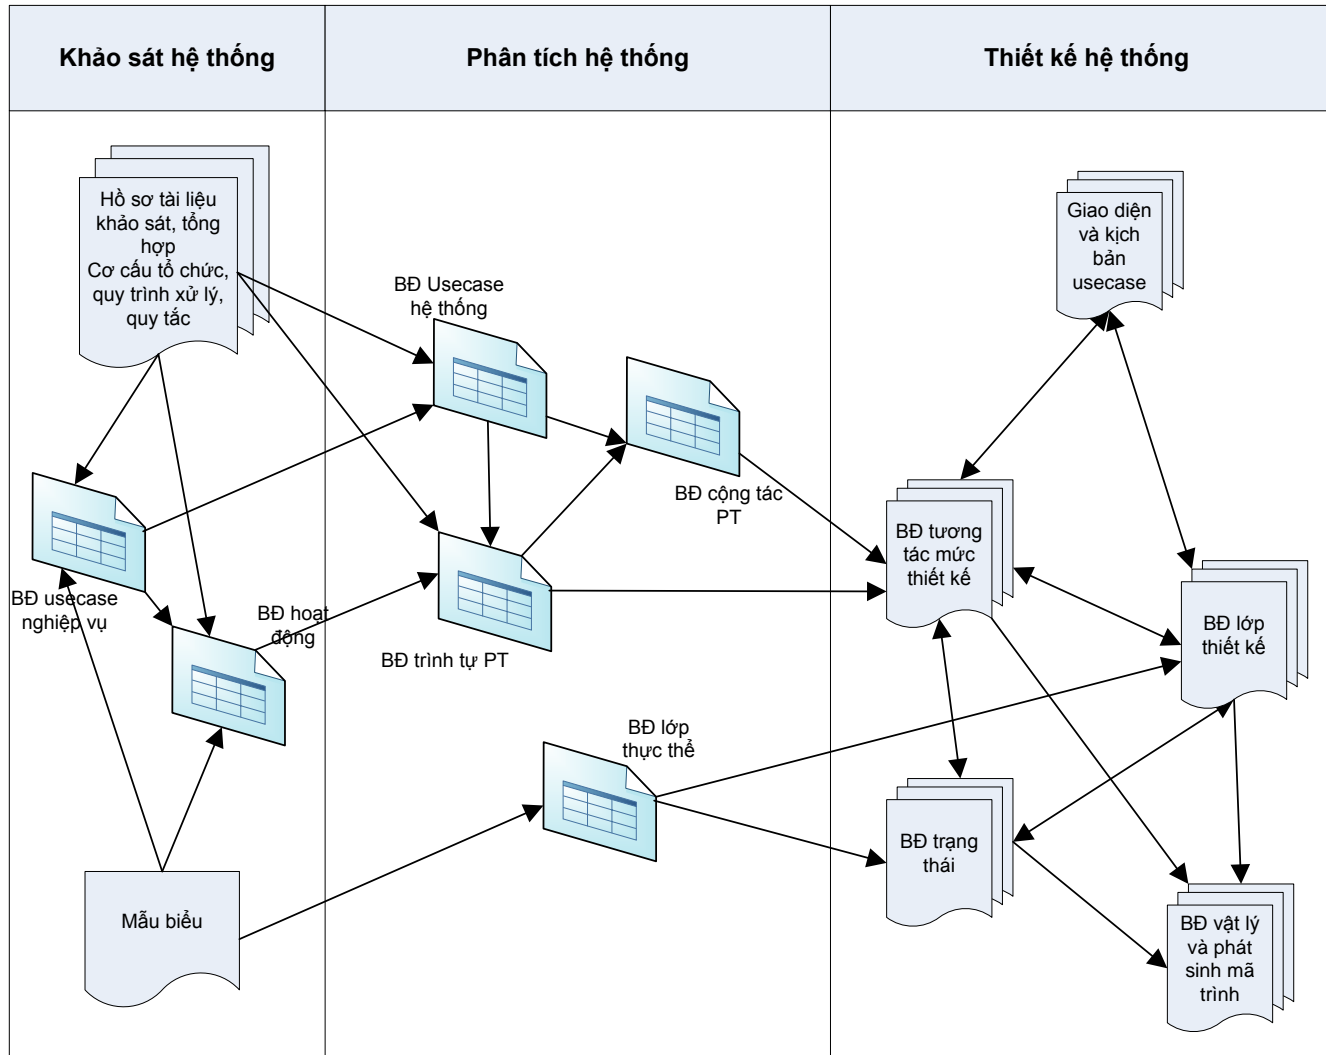 Khảo sát hệ thống
Phân tích hệ thống
Thiết kế hệ thống
Hồ sơ tài liệu
khảo sát, tổng
hợp
Cơ cấu tổ chức,
quy trình xử lý,
quy tắc
Giao diện
và kịch
bản
usecase
BĐ Usecase
hệ thống
BĐ cộng tác
PT
BĐ tương
tác mức
thiết kế
BĐ usecase
nghiệp vụ
BĐ hoạt
động
BĐ trình tự PT
BĐ lớp
thiết kế
BĐ lớp
thực thể
BĐ trạng
thái
Mẫu biểu
BĐ vật lý
và phát
sinh mã
trình